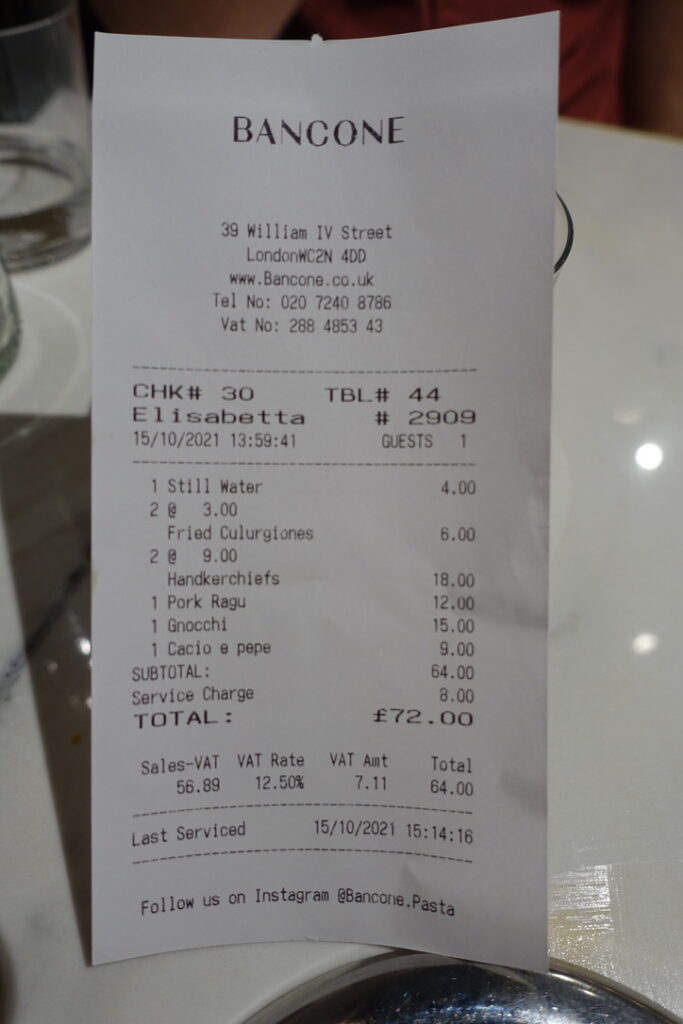 BANCONE
39 William IV Street
LondonWC2N 4DD
www.Bancone.co.uk
Tel No: 020 7240 8786
Vat No: 288 4853 43
CHK# 30 TBL# 44
Elisabetta # 2909
15/10/2021 13:59:41 GUESTS 1
1 Still Water 4.00
2 @ 3.00
Fried Culurgiones 6.00
2 @ 9.00
Handkerchiefs 18.00
1 Pork Ragu 12.00
1 Gnocchi 15.00
1 Cacio e pepe 9.00
SUBTOTAL: 64.00
Service Charge 8.00
TOTAL: £72.00
Sales-VAT VAT Rate VAT Amt Total
56.89 12.50% 7.11 64.00
Last Serviced 15/10/2021 15:14:16
Follow us on Instagram @Bancone.Pasta